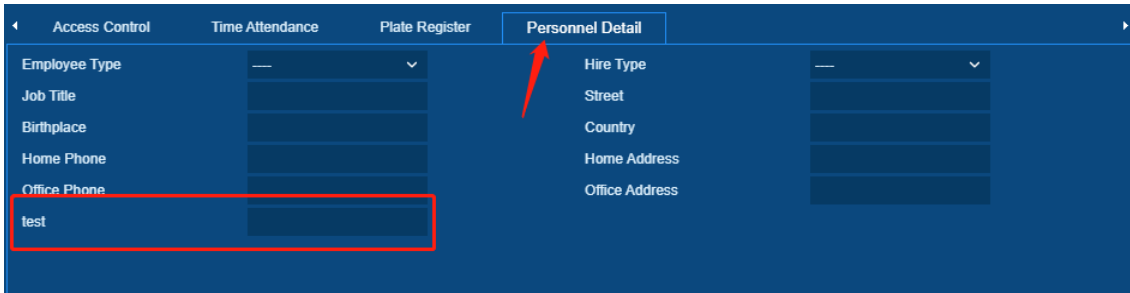 Access Control Time Attendance Plate Register Personnel Detail
Employee Type ---- Hire Type ----
Job Title Street
Birthplace Country
Home Phone Home Address
Office Phone Office Address
test